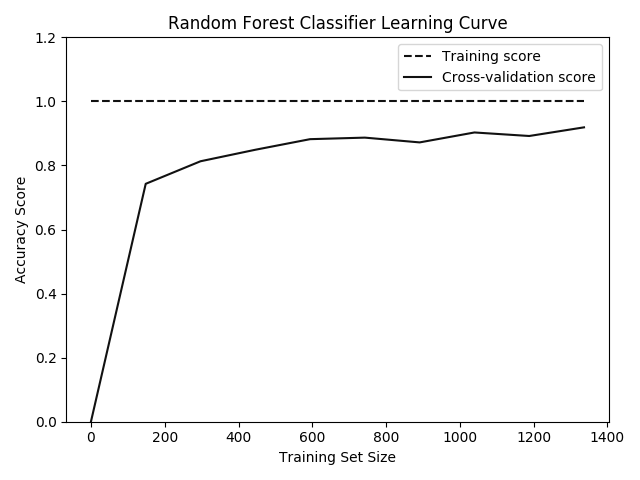 Random Forest Classifier Learning Curve
1.2
Training score
Cross-validation score
1.0
0.8
0.6
0.4
0.2
0.0
Accuracy Score
0 200 400 600 800 1000 1200 1400
Training Set Size